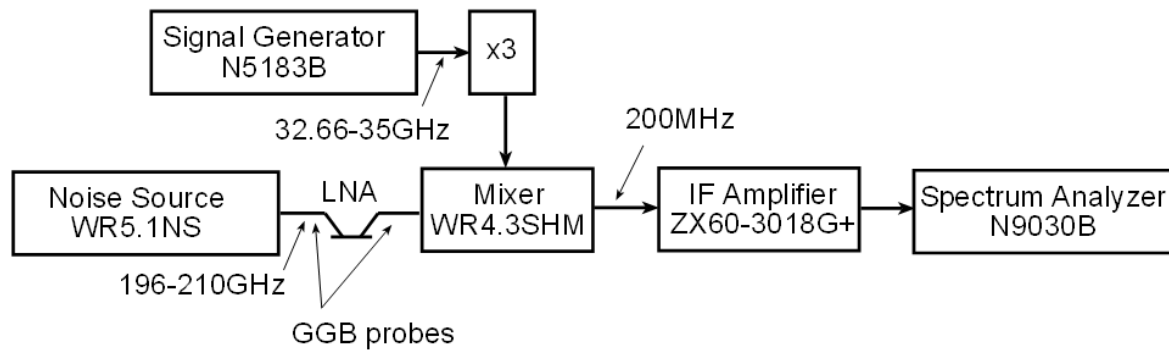 Signal Generator
N5183B
x3
32.66-35GHz
200MHz
Noise Source
WR5.1NS
LNA
Mixer
WR4.3SHM
IF Amplifier
ZX60-3018G+
Spectrum Analyzer
N9030B
196-210GHz
GGB probes